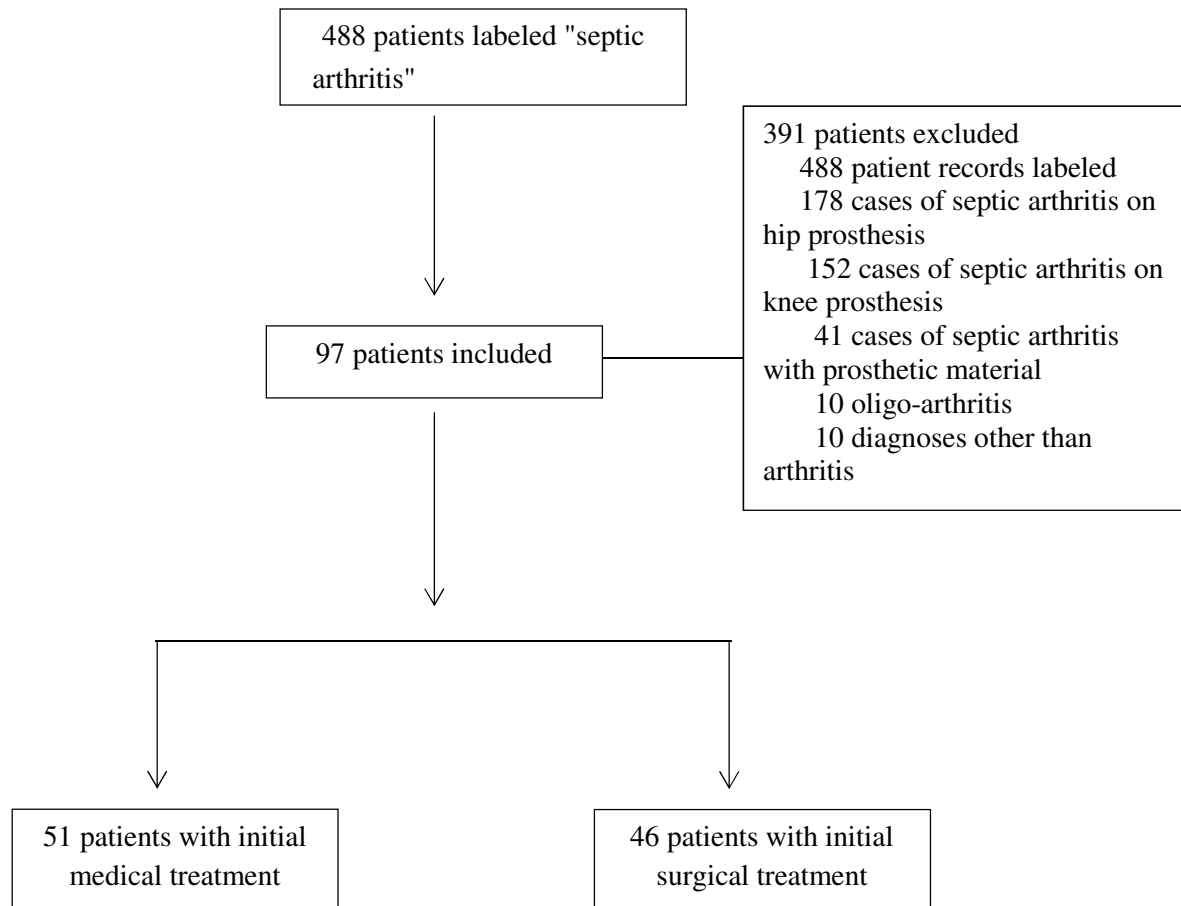 488 patients labeled "septic
arthritis"
391 patients excluded
488 patient records labeled
178 cases of septic arthritis on
hip prosthesis
152 cases of septic arthritis on
knee prosthesis
41 cases of septic arthritis
with prosthetic material
10 oligo-arthritis
10 diagnoses other than
arthritis
97 patients included
51 patients with initial
medical treatment
46 patients with initial
surgical treatment